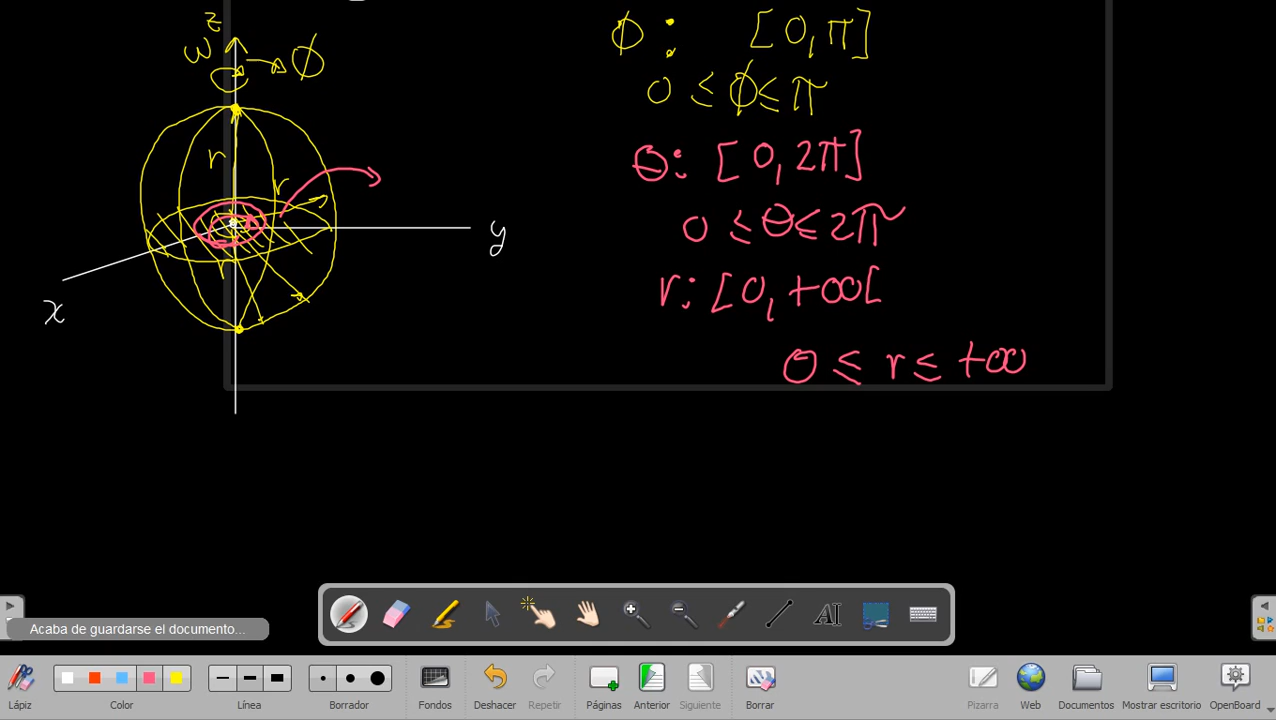 z
ω
ϕ
r
r
r
y
x
ϕ: [0, π]
0 ≤ ϕ ≤ π
θ: [0, 2π]
0 ≤ θ ≤ 2π
r: [0, +∞[
0 ≤ r ≤ +∞
Acaba de guardarse el documento...
Lápiz
Color
Línea
Borrador
Fondos
Deshacer
Repetir
Páginas
Anterior
Siguiente
Borrar
Pizarra
Web
Documentos
Mostrar escritorio
OpenBoard
AI